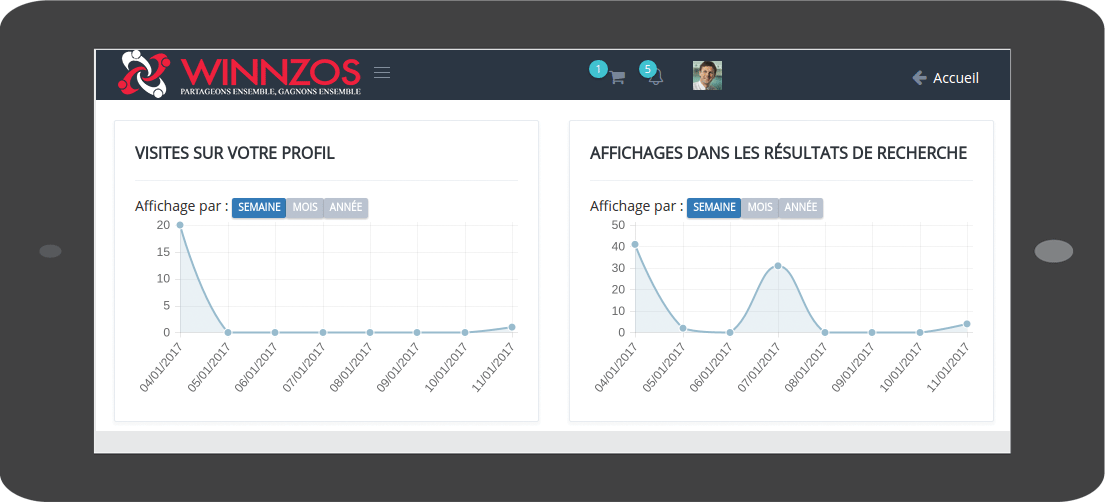 WINNZOS
PARTAGEONS ENSEMBLE, GAGNONS ENSEMBLE
1
5
Accueil
VISITES SUR VOTRE PROFIL
Affichage par : SEMAINE MOIS ANNÉE
20
15
10
5
0
04/01/2017 05/01/2017 06/01/2017 07/01/2017 08/01/2017 09/01/2017 10/01/2017 11/01/2017
AFFICHAGES DANS LES RÉSULTATS DE RECHERCHE
Affichage par : SEMAINE MOIS ANNÉE
50
40
30
20
10
0
04/01/2017 05/01/2017 06/01/2017 07/01/2017 08/01/2017 09/01/2017 10/01/2017 11/01/2017